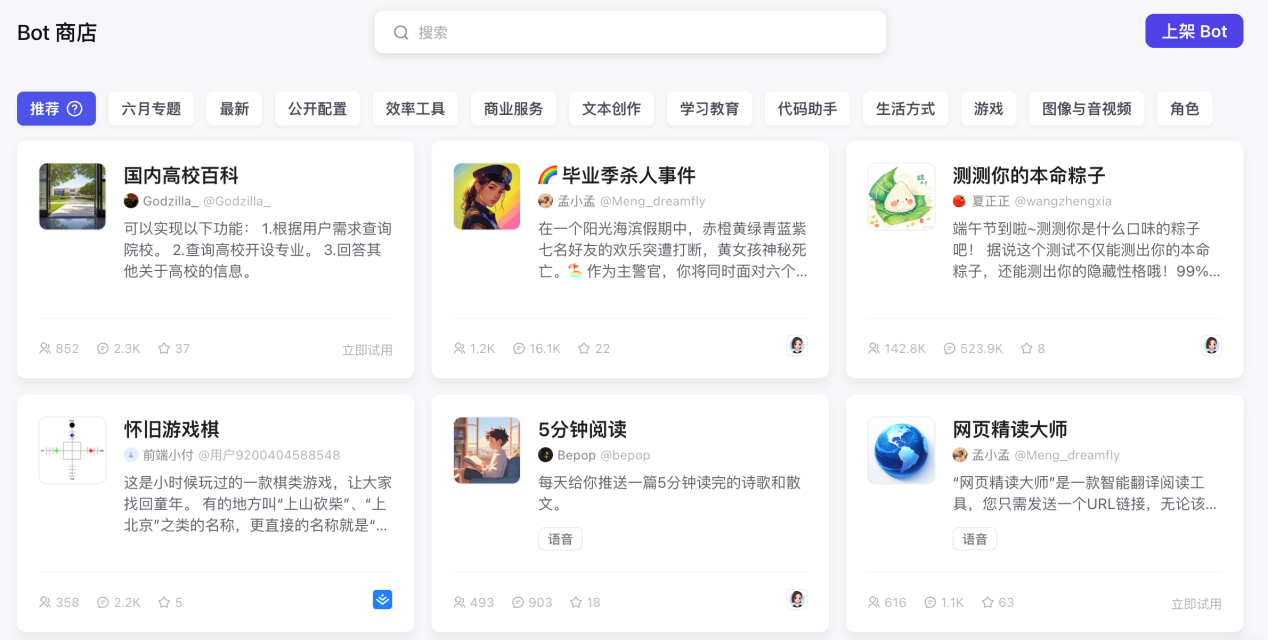 Bot 商店
搜索
上架 Bot
推荐
六月专题
最新
公开配置
效率工具
商业服务
文本创作
学习教育
代码助手
生活方式
游戏
图像与音视频
角色
国内高校百科
Godzilla_ @Godzilla_
可以实现以下功能： 1.根据用户需求查询
院校。 2.查询高校开设专业。 3.回答其
他关于高校的信息。
852 2.3K 37 立即试用
🌈毕业季杀人事件
孟小孟 @Meng_dreamfly
在一个阳光海滨假期中，赤橙黄绿青蓝紫
七名好友的欢乐突遭打断，黄女孩神秘死
亡。🏖️ 作为主警官，你将同时面对六个...
1.2K 16.1K 22
测测你的本命粽子
夏正正 @wangzhengxia
端午节到啦~测测你是什么口味的粽子
吧！ 据说这个测试不仅能测出你的本命
粽子，还能测出你的隐藏性格哦！99%...
142.8K 523.9K 8
怀旧游戏棋
前端小付 @用户9200404588548
这是小时候玩过的一款棋类游戏，让大家
找回童年。 有的地方叫“上山砍柴”、“上
北京”之类的名称，更直接的名称就是“...
358 2.2K 5
5分钟阅读
Bepop @bepop
每天给你推送一篇5分钟读完的诗歌和散
文。
语音
493 903 18
网页精读大师
孟小孟 @Meng_dreamfly
“网页精读大师”是一款智能翻译阅读工
具，您只需发送一个URL链接，无论该...
语音
616 1.1K 63 立即试用